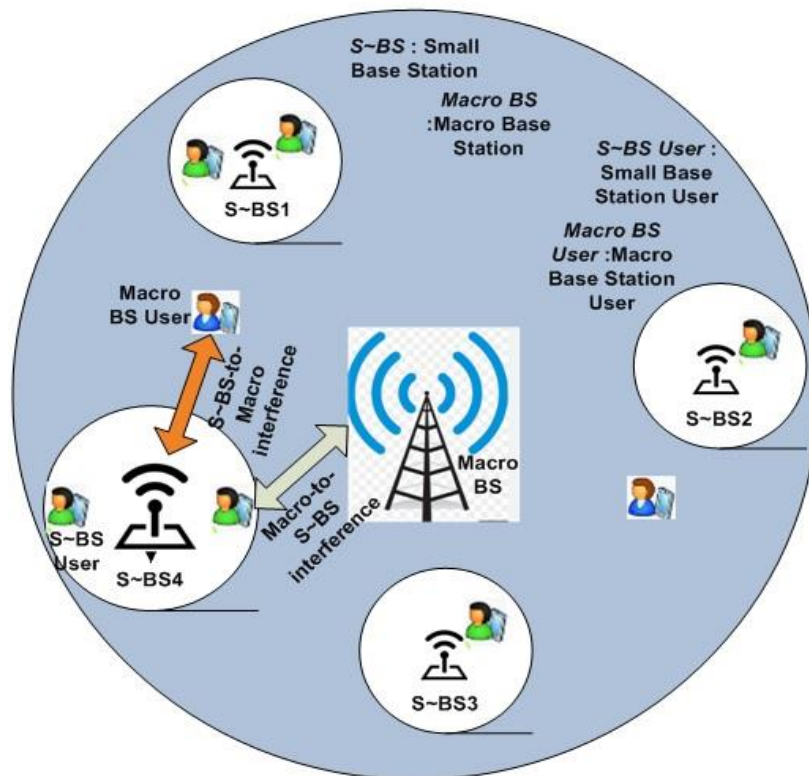 S~BS : Small
Base Station
Macro BS
:Macro Base
Station
S~BS User :
Small Base
Station User
Macro BS
User :Macro
Base Station
User
S~BS1
Macro
BS User
S~BS-to-
Macro
interference
S~BS2
Macro
BS
Macro-to-
S~BS
interference
S~BS
User
S~BS4
S~BS3